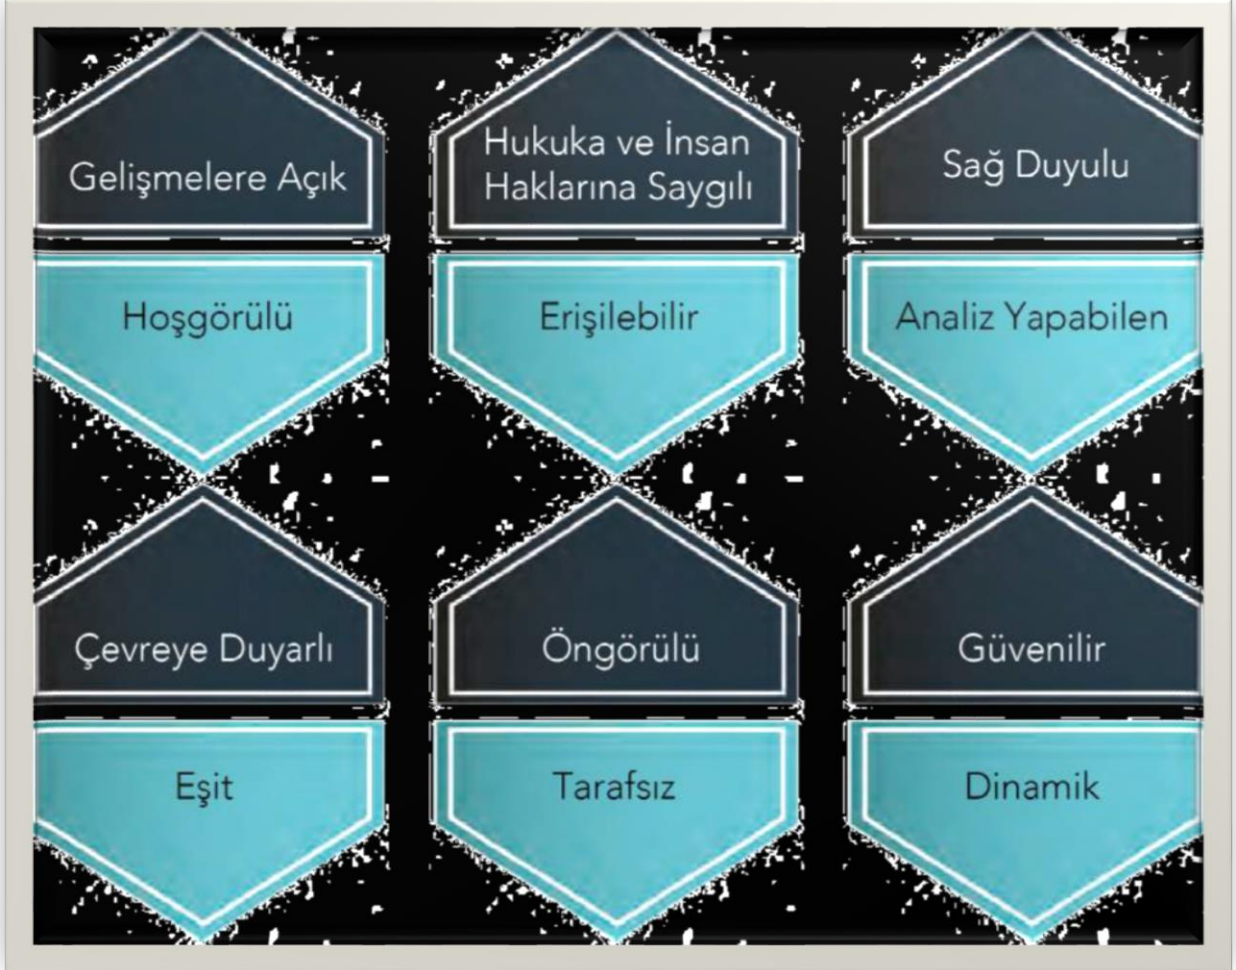 Gelişmelere Açık
Hukuka ve İnsan
Haklarına Saygılı
Sağ Duyulu
Hoşgörülü
Erişilebilir
Analiz Yapabilen
Çevreye Duyarlı
Öngörülü
Güvenilir
Eşit
Tarafsız
Dinamik